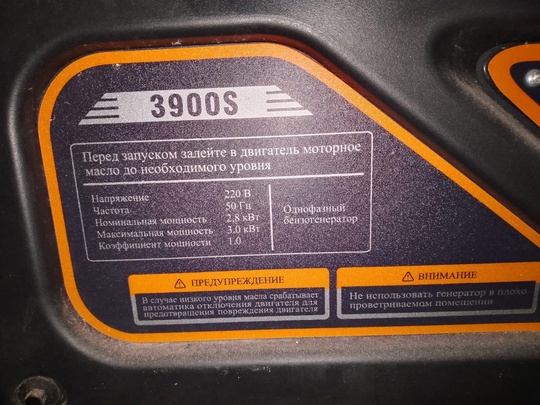 3900S
Перед запуском залейте в двигатель моторное
масло до необходимого уровня
Напряжение 220 В
Частота 50 Гц
Номинальная мощность 2.8 кВт
Максимальная мощность 3.0 кВт
Коэффициент мощности 1.0
Однофазный
бензогенератор
⚠ ПРЕДУПРЕЖДЕНИЕ
В случае низкого уровня масла срабатывает
автоматика отключения двигателя для
предотвращения повреждения двигателя
⚠ ВНИМАНИЕ
Не использовать генератор в плохо
проветриваемом помещении